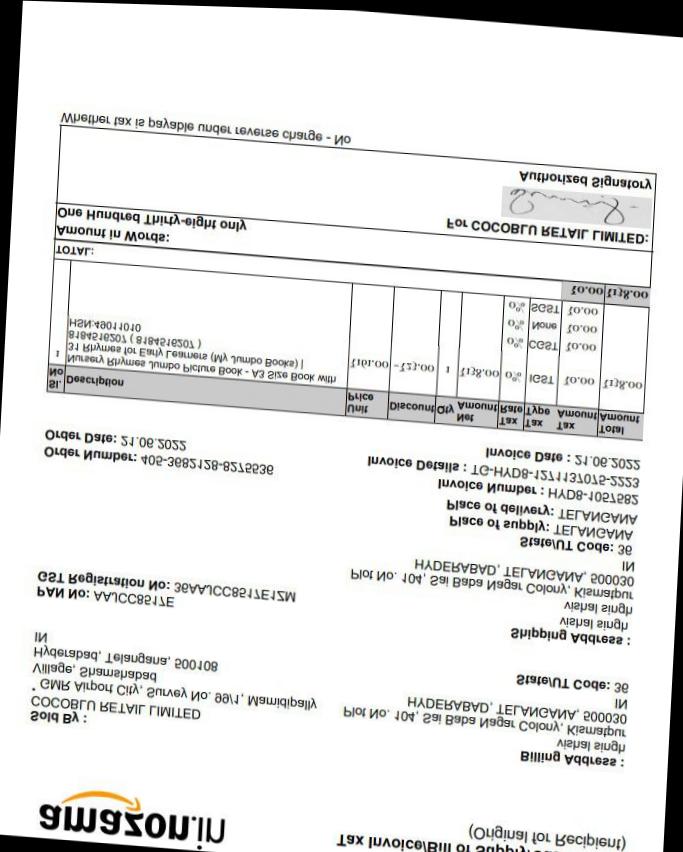 amazon.in
Tax Invoice/Bill of Supply/
(Original for Recipient)
Sold By :
COCOBLU RETAIL LIMITED
* GMR Airport City, Survey No. 99/1, Mamidipally
Village, Shamshabad
Hyderabad, Telangana, 500108
IN
PAN No: AAJCC8517E
GST Registration No: 36AAJCC8517E1ZM
Billing Address :
vishal singh
Plot No. 104, Sai Baba Nagar Colony, Kismatpur
HYDERABAD, TELANGANA, 500030
IN
State/UT Code: 36
Shipping Address :
vishal singh
vishal singh
Plot No. 104, Sai Baba Nagar Colony, Kismatpur
HYDERABAD, TELANGANA, 500030
IN
State/UT Code: 36
Place of supply: TELANGANA
Place of delivery: TELANGANA
Order Number: 405-3682128-8275536
Order Date: 21.06.2022
Invoice Number : HYD8-1057582
Invoice Details : TG-HYD8-1271137075-2223
Invoice Date : 21.06.2022
Sl. No Description Unit Price Discount Qty Net Amount Tax Rate Tax Type Tax Amount Total Amount
1 Nursery Rhymes Jumbo Picture Book - A3 Size Book with ₹161.00 -₹23.00 1 ₹138.00 0% IGST ₹0.00 ₹138.00
31 Rhymes for Early Learners (My Jumbo Books) |
8184516207 ( 8184516207 ) 0% CGST ₹0.00
HSN:49011010 0% None ₹0.00
0% SGST ₹0.00
TOTAL: ₹0.00 ₹138.00
Amount in Words:
One Hundred Thirty-eight only
For COCOBLU RETAIL LIMITED:
Authorized Signatory
Whether tax is payable under reverse charge - No